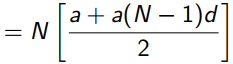 = N [ a + a(N − 1)d / 2 ]